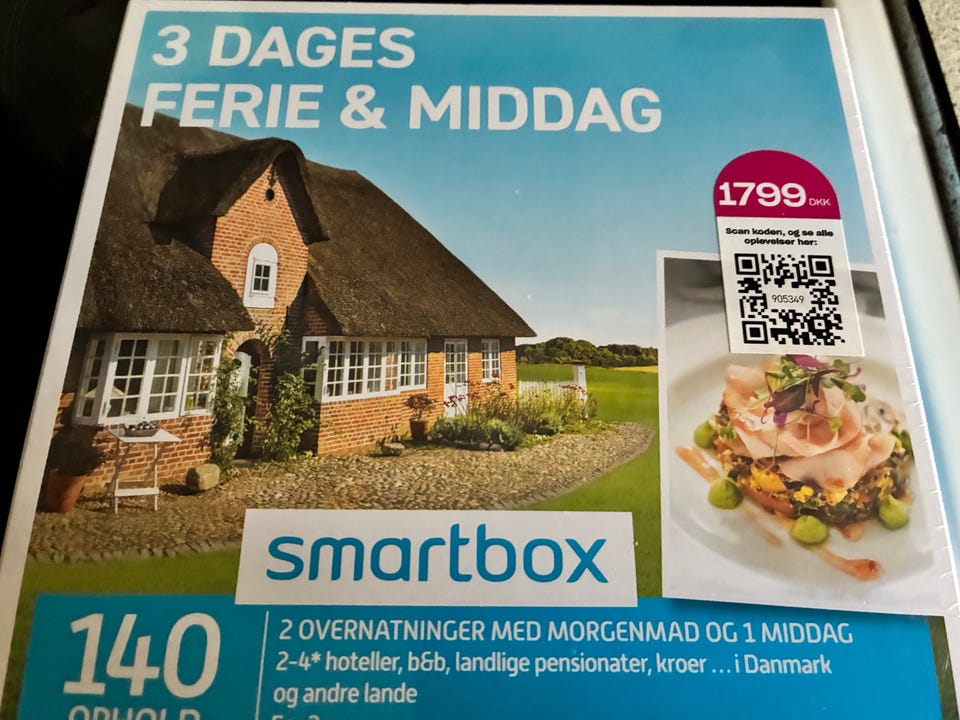 3 DAGES
FERIE & MIDDAG
1799 DKK
Scan koden, og se alle
oplevelser her:
905349
smartbox
140
OPHOLD
2 OVERNATNINGER MED MORGENMAD OG 1 MIDDAG
2-4* hoteller, b&b, landlige pensionater, kroer ... i Danmark
og andre lande